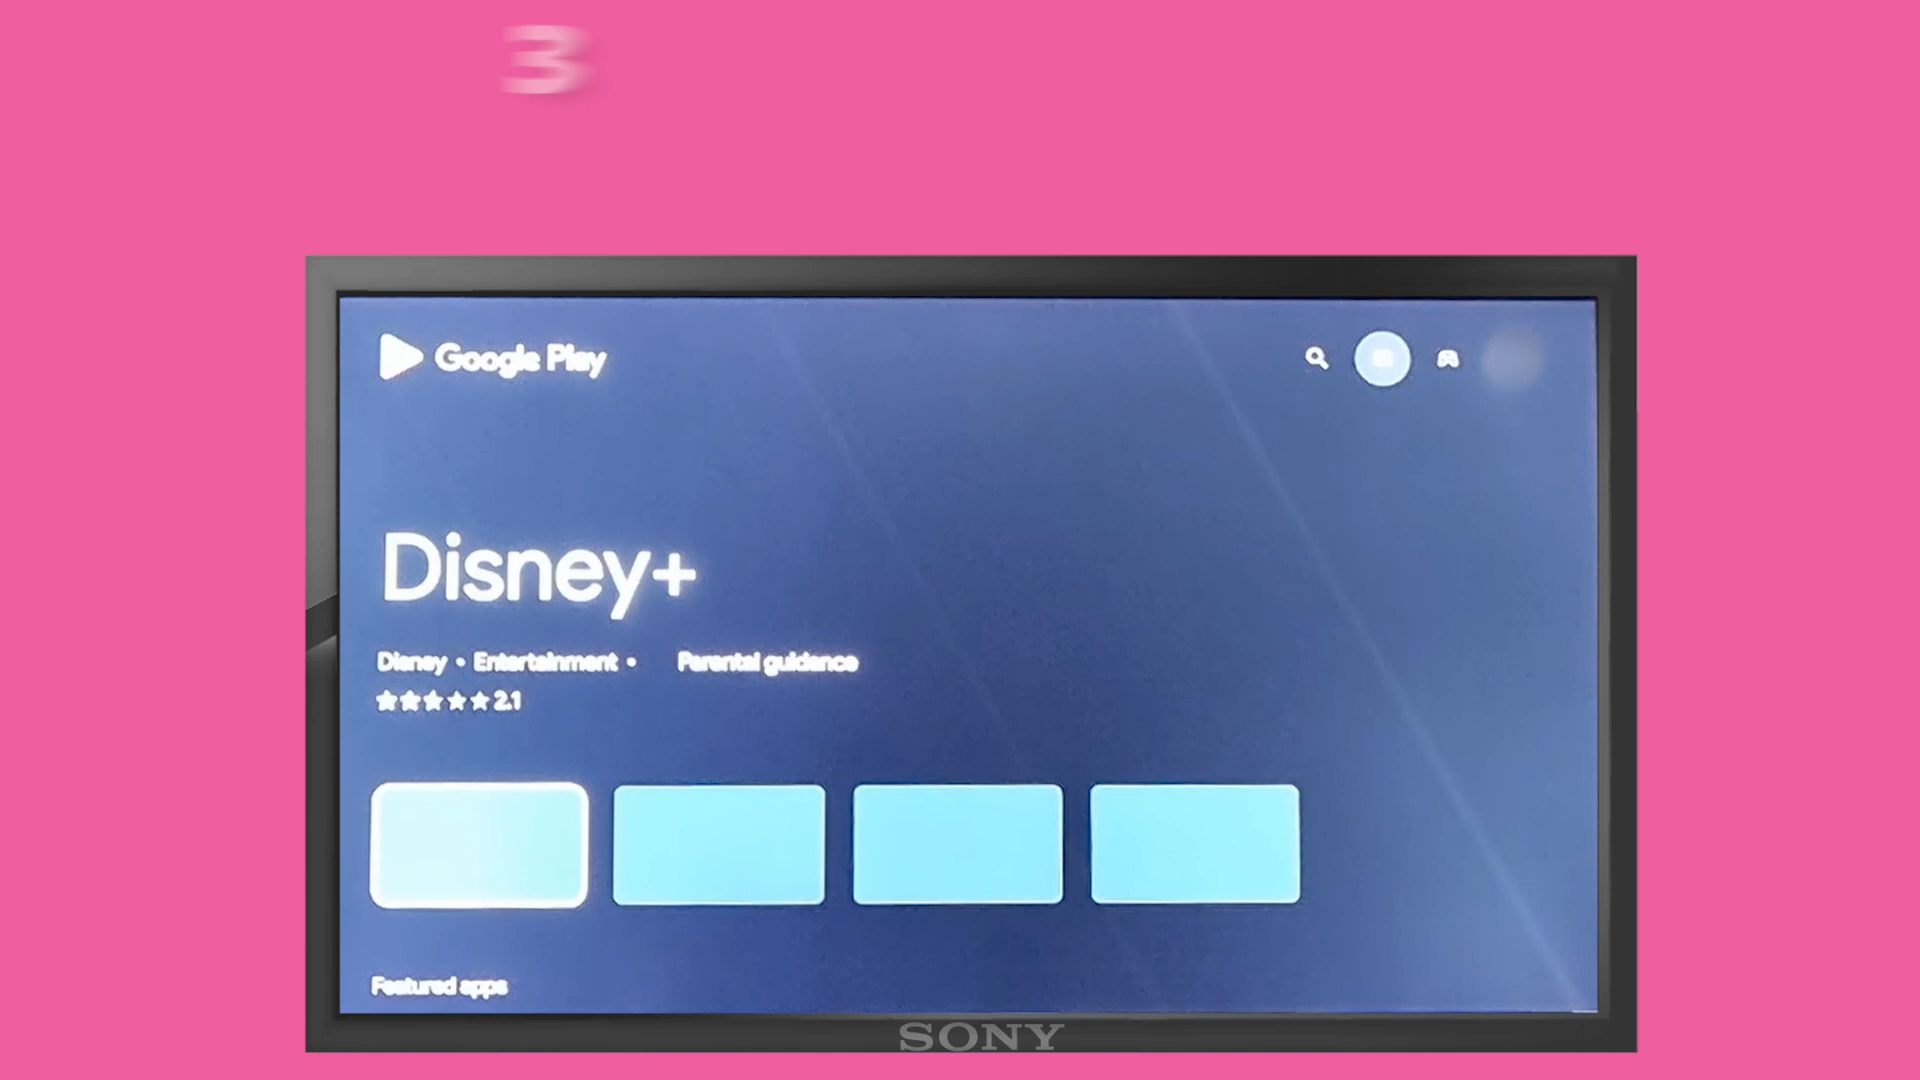 3
Google Play
Disney+
Disney • Entertainment • Parental guidance
2.1
Featured apps
SONY